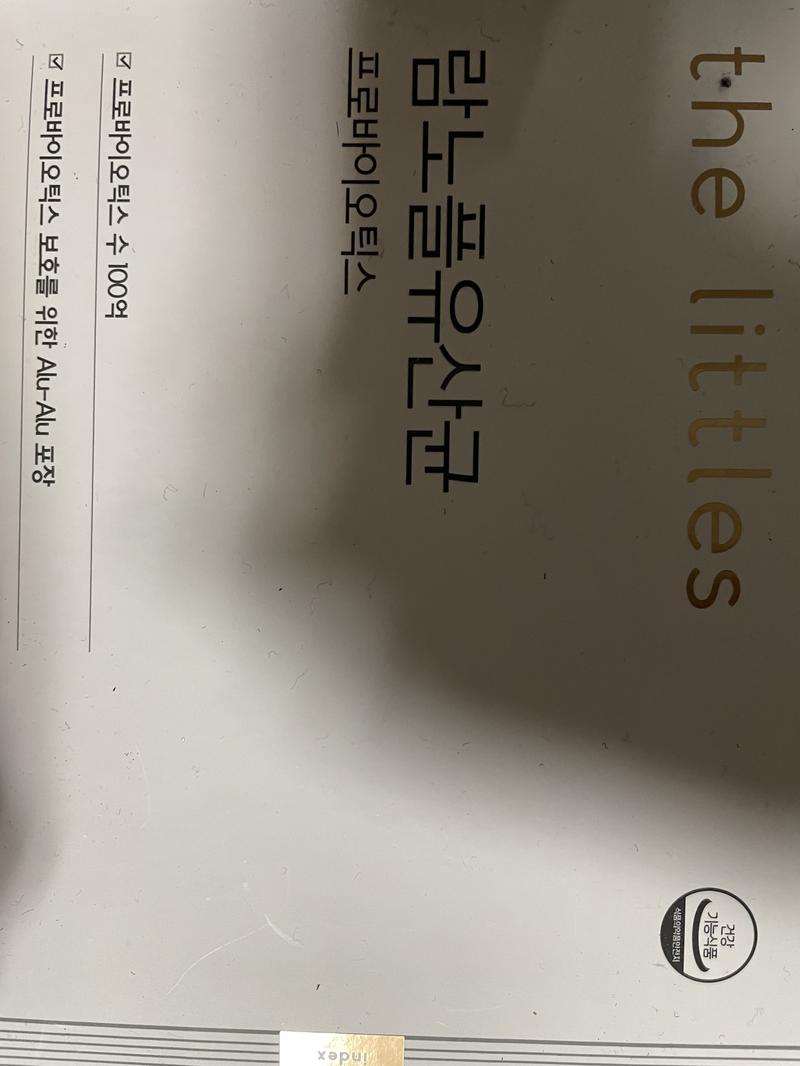 the littles
람노플유산균
프로바이오틱스
☑ 프로바이오틱스 수 100억
☑ 프로바이오틱스 보호를 위한 Alu-Alu 포장
건강
기능식품
식품의약품안전처
index